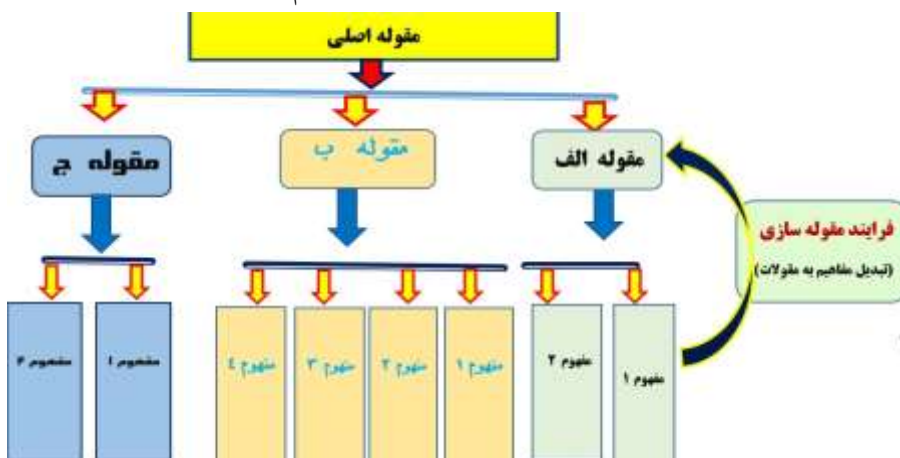 مقوله اصلی
مقوله الف
مقوله ب
مقوله ج
فرایند مقوله سازی
(تبدیل مفاهیم به مقولات)
مفهوم ۱
مفهوم ۲
مفهوم ۱
مفهوم ۲
مفهوم ۳
مفهوم ٤
مفهوم ۱
مفهوم ۲